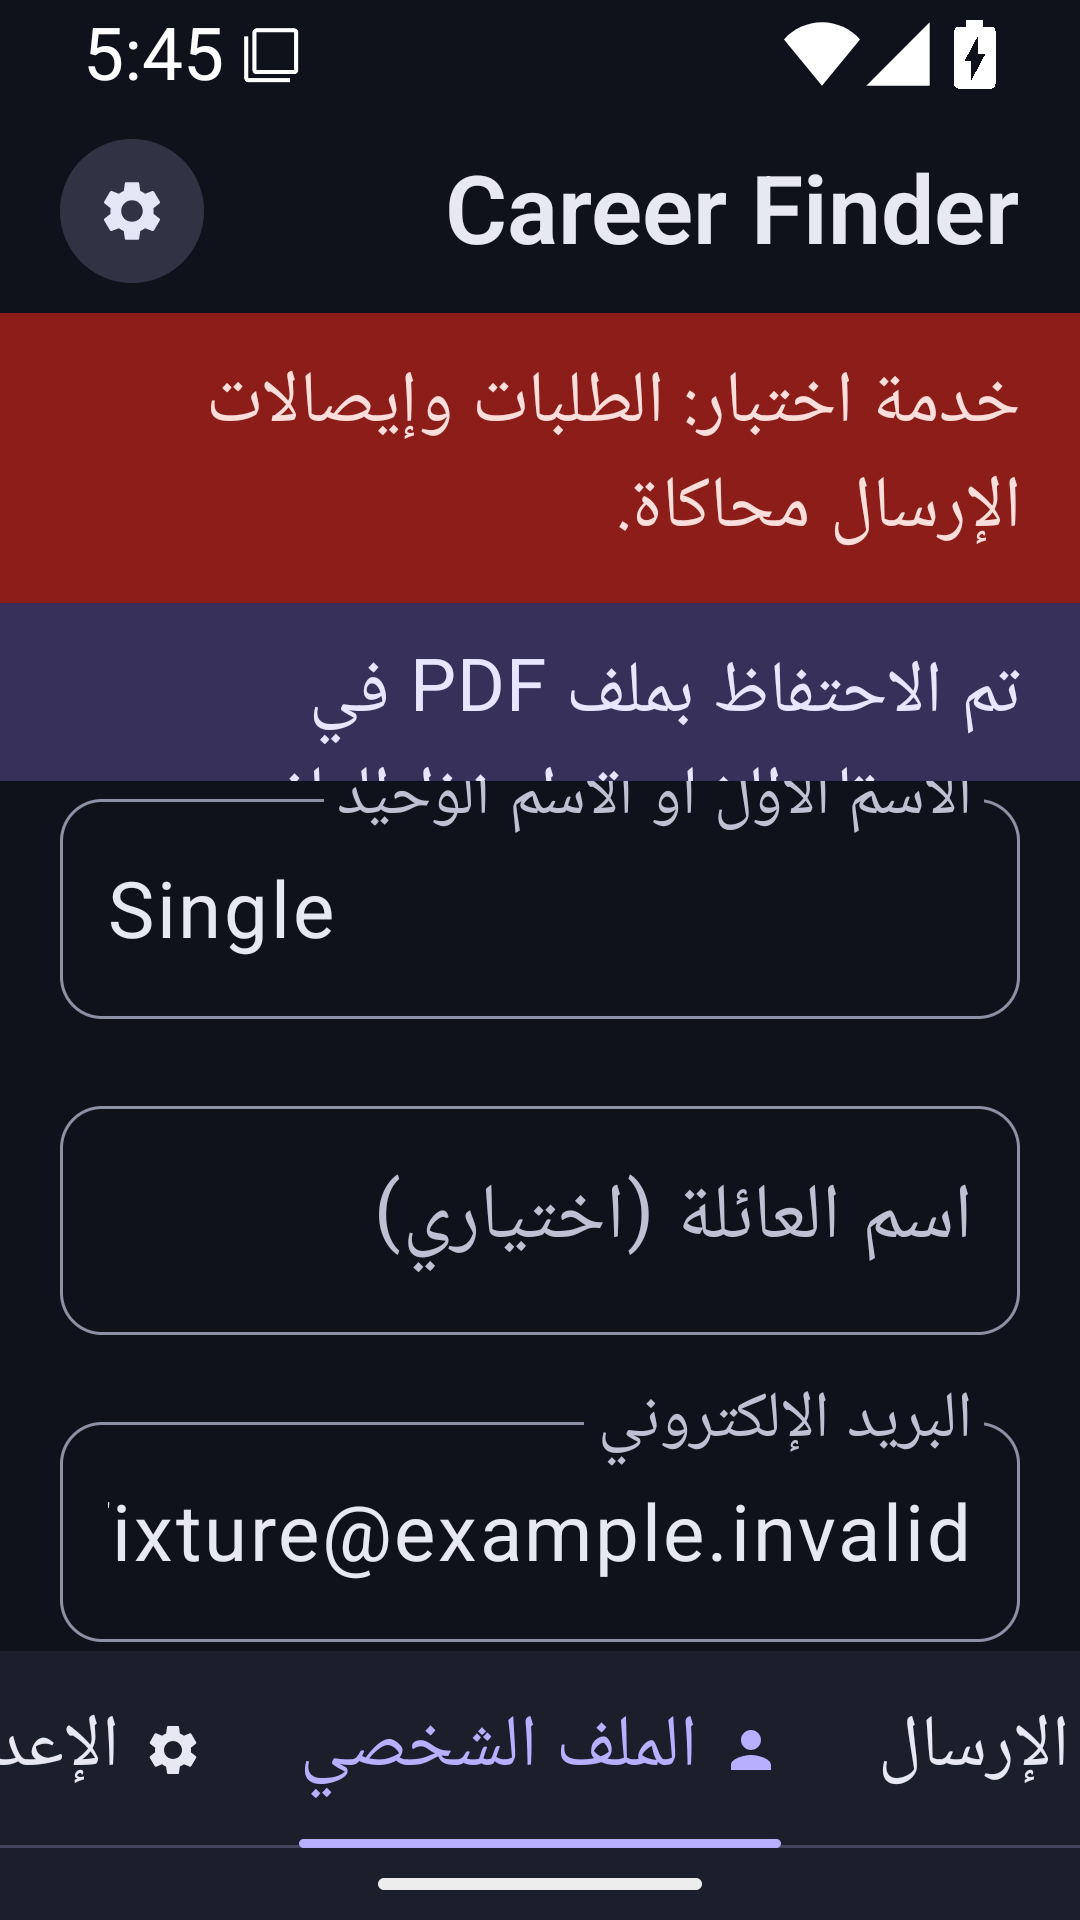 5:45
Career Finder
خدمة اختبار: الطلبات وإيصالات
الإرسال محاكاة.
تم الاحتفاظ بملف PDF في
الاسم الأول أو الاسم الوحيد
Single
اسم العائلة (اختياري)
البريد الإلكتروني
ixture@example.invalid
الإرسال
الملف الشخصي
الإعد